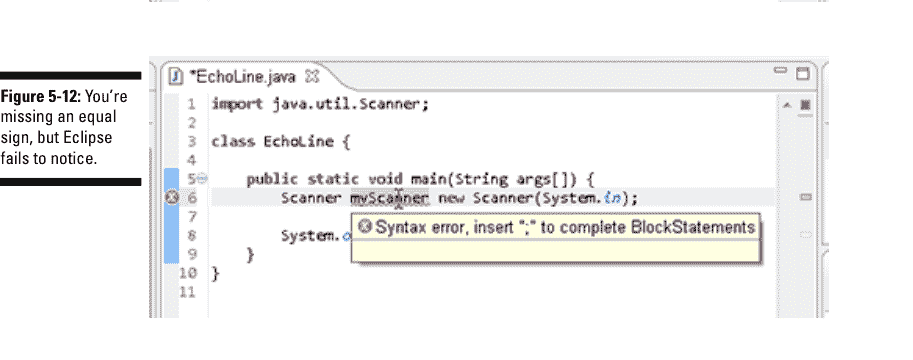 Figure 5-12: You’re
missing an equal
sign, but Eclipse
fails to notice.
*EchoLine.java
1 import java.util.Scanner;
2
3 class EchoLine {
4
5 public static void main(String args[]) {
6 Scanner myScanner new Scanner(System.in);
7
Syntax error, insert ";" to complete BlockStatements
8 System.o
9 }
10 }
11